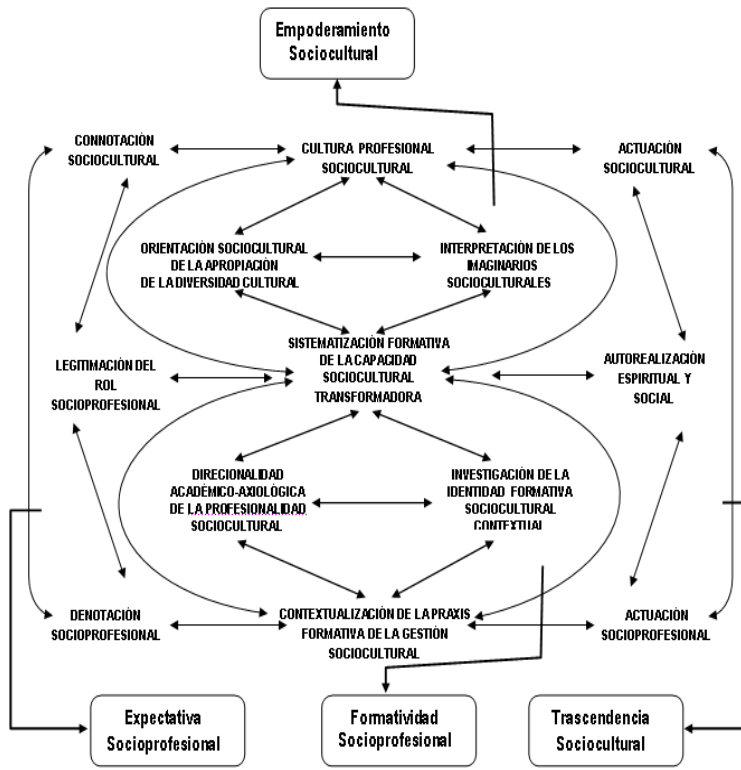 Empoderamiento
Sociocultural
CONNOTACIÓN
SOCIOCULTURAL
CULTURA PROFESIONAL
SOCIOCULTURAL
ACTUACIÓN
SOCIOCULTURAL
ORIENTACIÓN SOCIOCULTURAL
DE LA APROPIACIÓN
DE LA DIVERSIDAD CULTURAL
INTERPRETACIÓN DE LOS
IMAGINARIOS
SOCIOCULTURALES
LEGITIMACIÓN DEL
ROL
SOCIOPROFESIONAL
SISTEMATIZACIÓN FORMATIVA
DE LA CAPACIDAD
SOCIOCULTURAL
TRANSFORMADORA
AUTOREALIZACIÓN
ESPIRITUAL Y
SOCIAL
DIRECIONALIDAD
ACADÉMICO-AXIOLÓGICA
DE LA PROFESIONALIDAD
SOCIOCULTURAL
INVESTIGACIÓN DE LA
IDENTIDAD FORMATIVA
SOCIOCULTURAL
CONTEXTUAL
DENOTACIÓN
SOCIOPROFESIONAL
CONTEXTUALIZACIÓN DE LA PRAXIS
FORMATIVA DE LA GESTIÓN
SOCIOCULTURAL
ACTUACIÓN
SOCIOPROFESIONAL
Expectativa
Socioprofesional
Formatividad
Socioprofesional
Trascendencia
Sociocultural